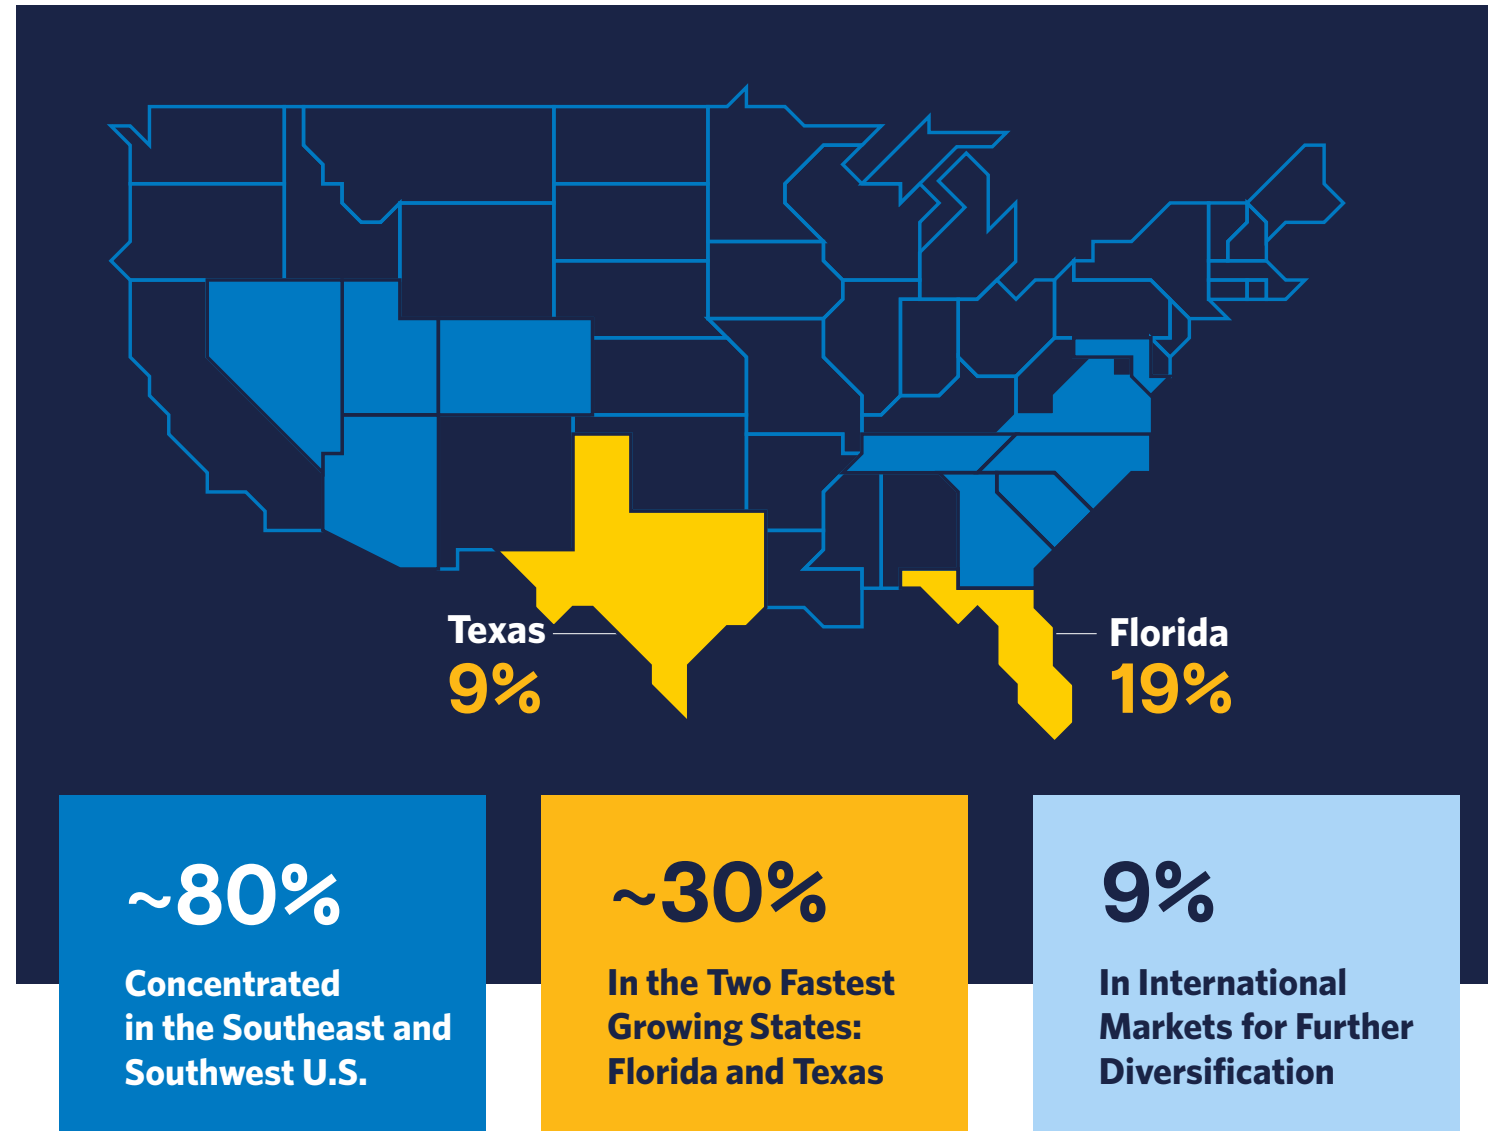 Texas
9%
Florida
19%
~80%
Concentrated
in the Southeast and
Southwest U.S.
~30%
In the Two Fastest
Growing States:
Florida and Texas
9%
In International
Markets for Further
Diversification